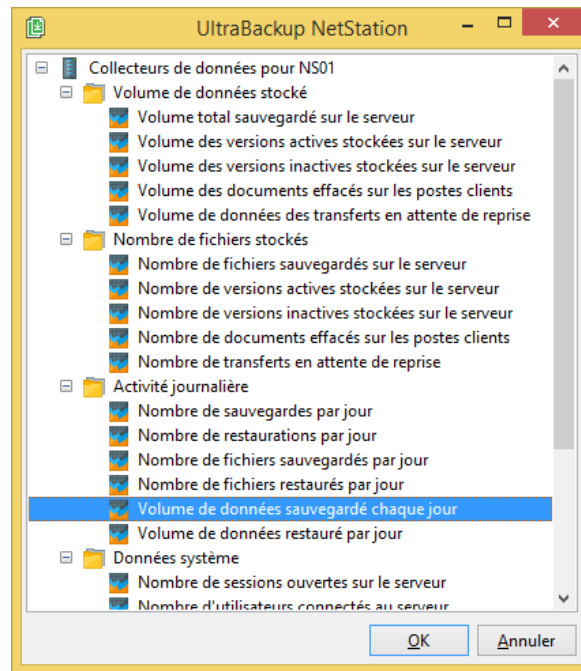 UltraBackup NetStation
Collecteurs de données pour NS01
Volume de données stocké
Volume total sauvegardé sur le serveur
Volume des versions actives stockées sur le serveur
Volume des versions inactives stockées sur le serveur
Volume des documents effacés sur les postes clients
Volume de données des transferts en attente de reprise
Nombre de fichiers stockés
Nombre de fichiers sauvegardés sur le serveur
Nombre de versions actives stockées sur le serveur
Nombre de versions inactives stockées sur le serveur
Nombre de documents effacés sur les postes clients
Nombre de transferts en attente de reprise
Activité journalière
Nombre de sauvegardes par jour
Nombre de restaurations par jour
Nombre de fichiers sauvegardés par jour
Nombre de fichiers restaurés par jour
Volume de données sauvegardé chaque jour
Volume de données restauré par jour
Données système
Nombre de sessions ouvertes sur le serveur
Nombre d'utilisateurs connectés au serveur
OK Annuler